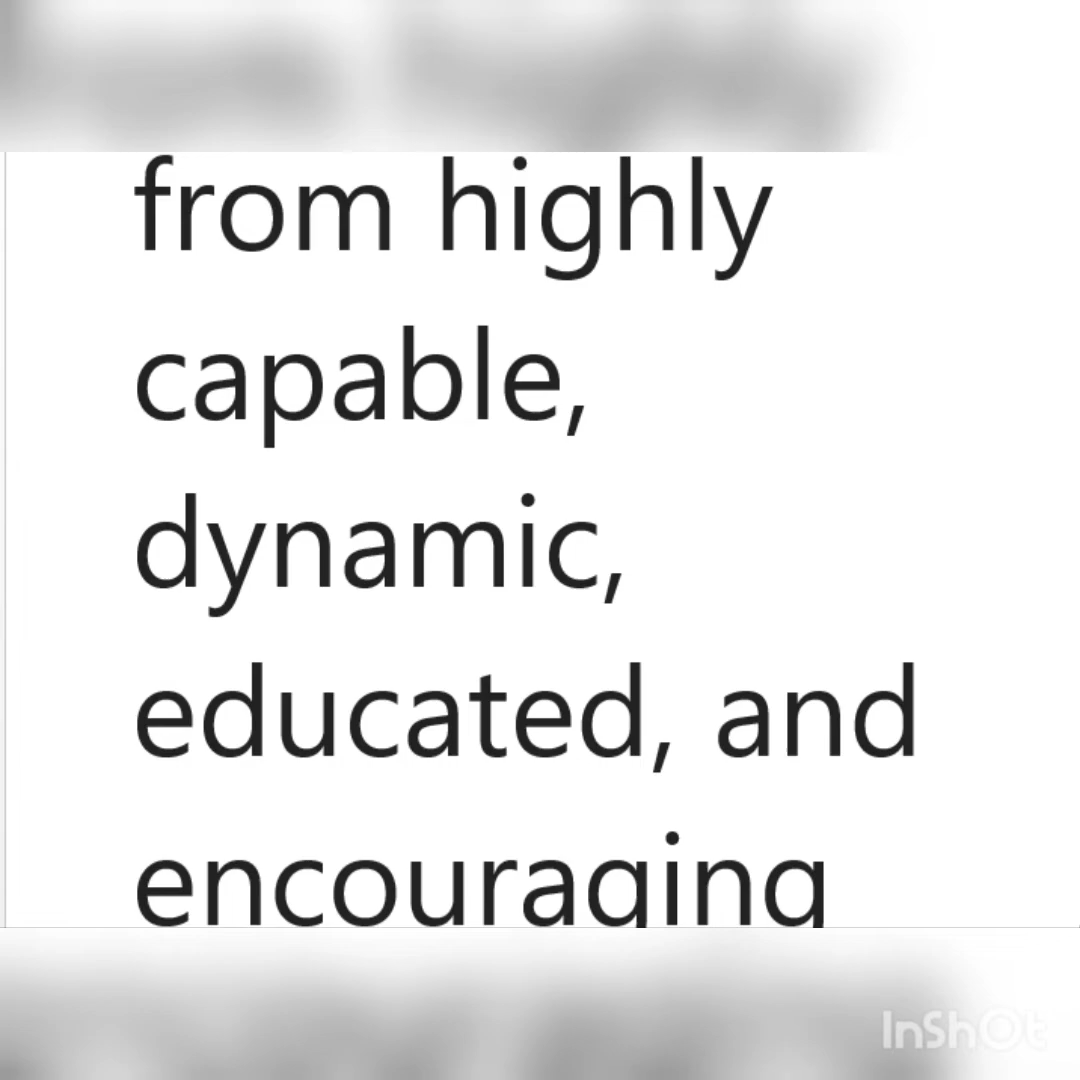 from highly
capable,
dynamic,
educated, and
encouraging
InShOt